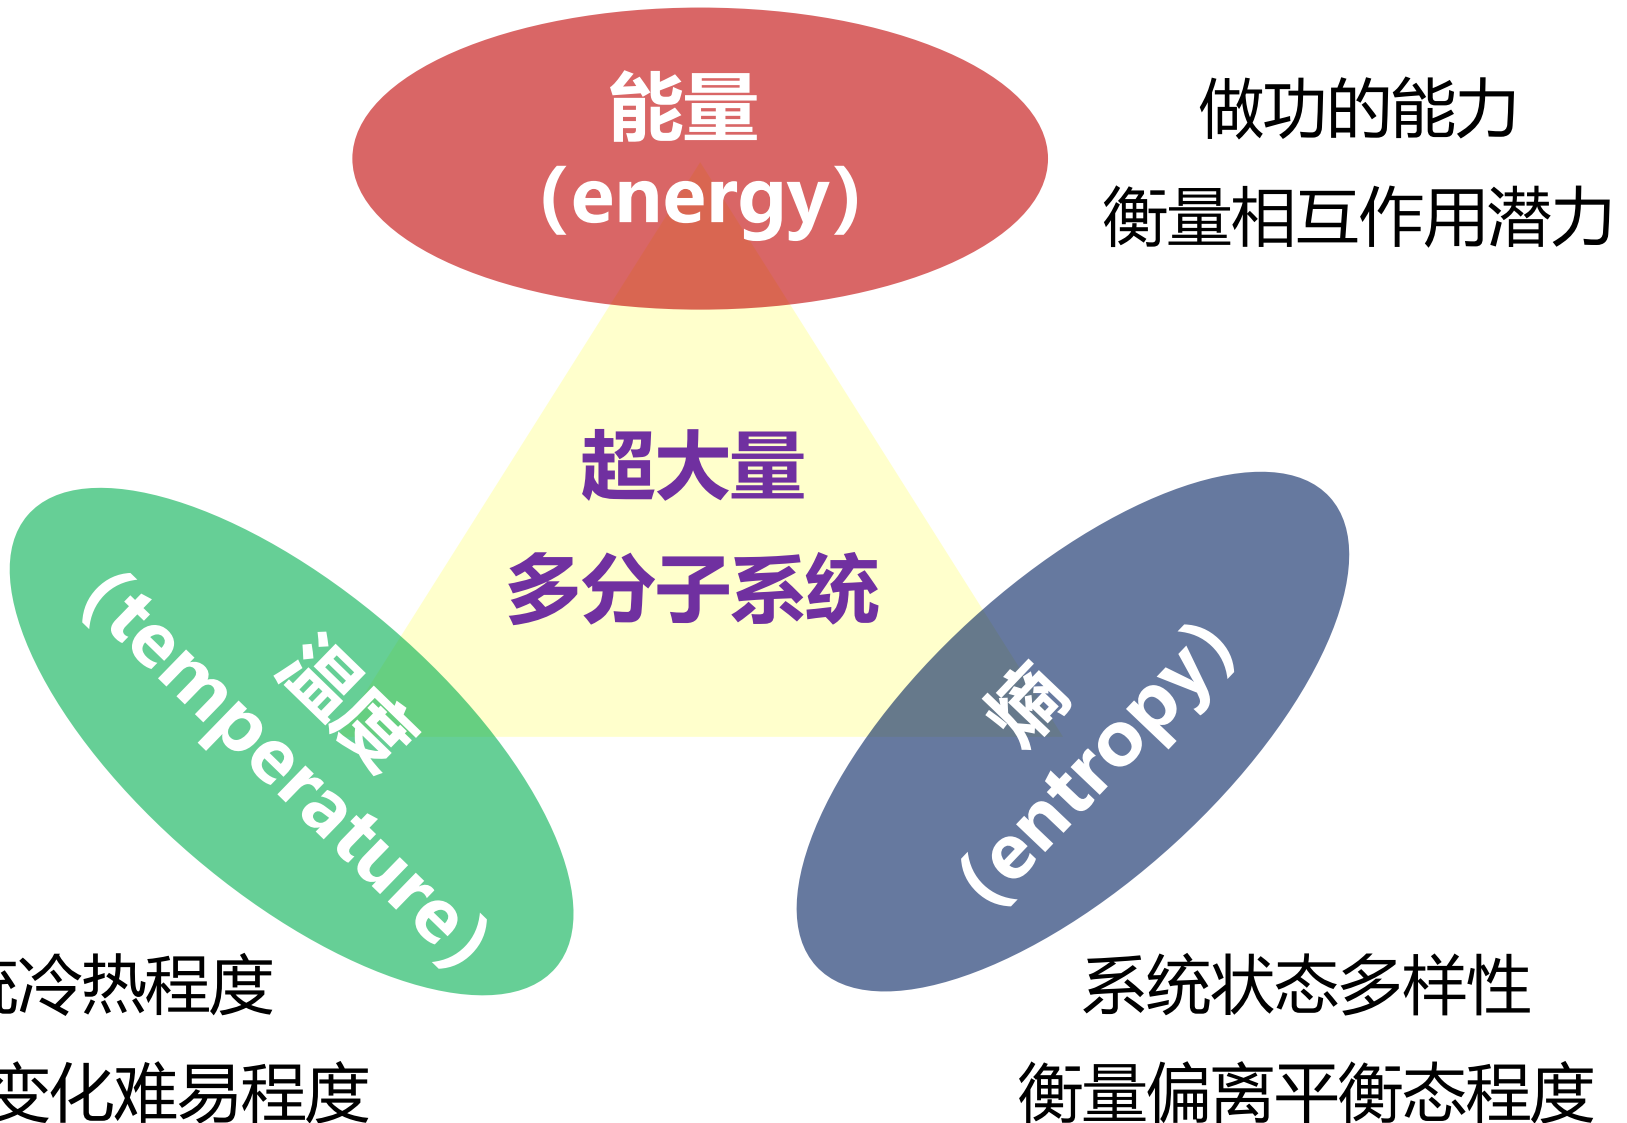 能量
(energy)
做功的能力
衡量相互作用潜力
超大量
多分子系统
温度
(temperature)
熵
(entropy)
冷热程度
变化难易程度
系统状态多样性
衡量偏离平衡态程度